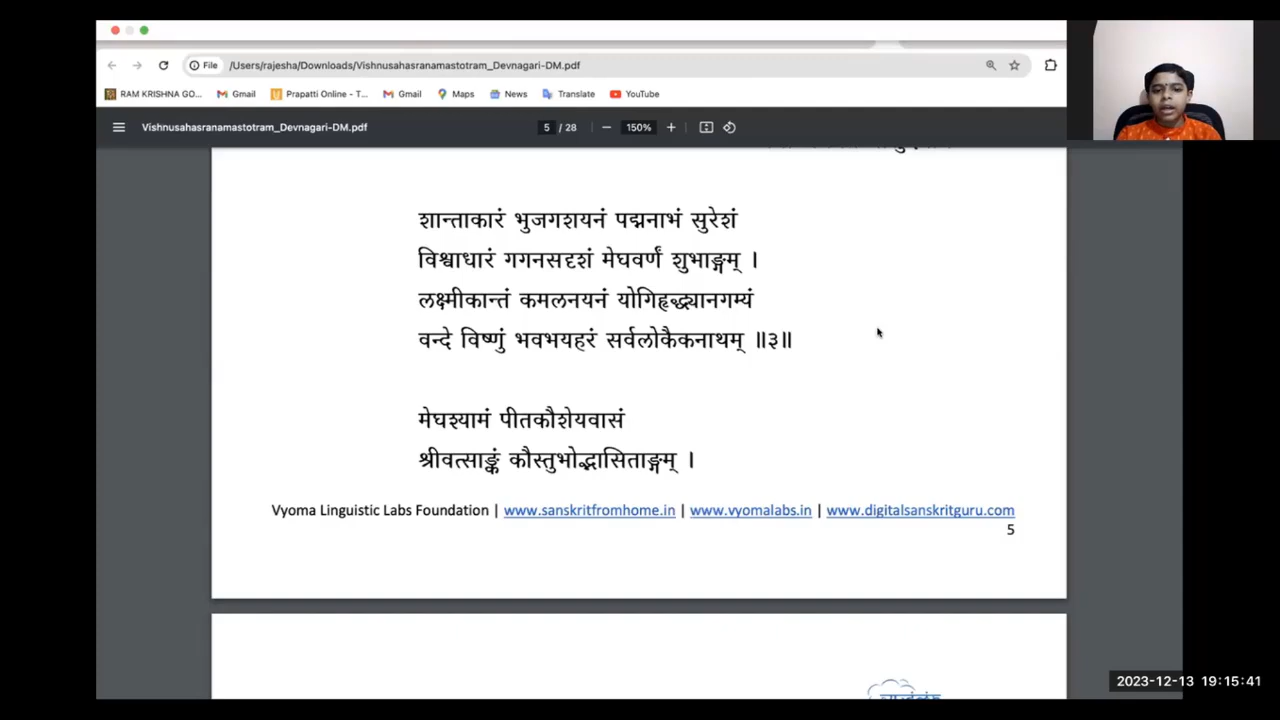 File
/Users/rajesha/Downloads/Vishnusahasranamastotram_Devnagari-DM.pdf
RAM KRISHNA GO... Gmail Prapatti Online - T... Gmail Maps News Translate YouTube
Vishnusahasranamastotram_Devnagari-DM.pdf 5 / 28 150%
शान्ताकारं भुजगशयनं पद्मनाभं सुरेशं
विश्वाधारं गगनसदृशं मेघवर्णं शुभाङ्गम् ।
लक्ष्मीकान्तं कमलनयनं योगिहृद्ध्यानगम्यं
वन्दे विष्णुं भवभयहरं सर्वलोकैकनाथम् ॥३॥
मेघश्यामं पीतकौशेयवासं
श्रीवत्साङ्कं कौस्तुभोद्भासिताङ्गम् ।
Vyoma Linguistic Labs Foundation | www.sanskritfromhome.in | www.vyomalabs.in | www.digitalsanskritguru.com
5
2023-12-13 19:15:41